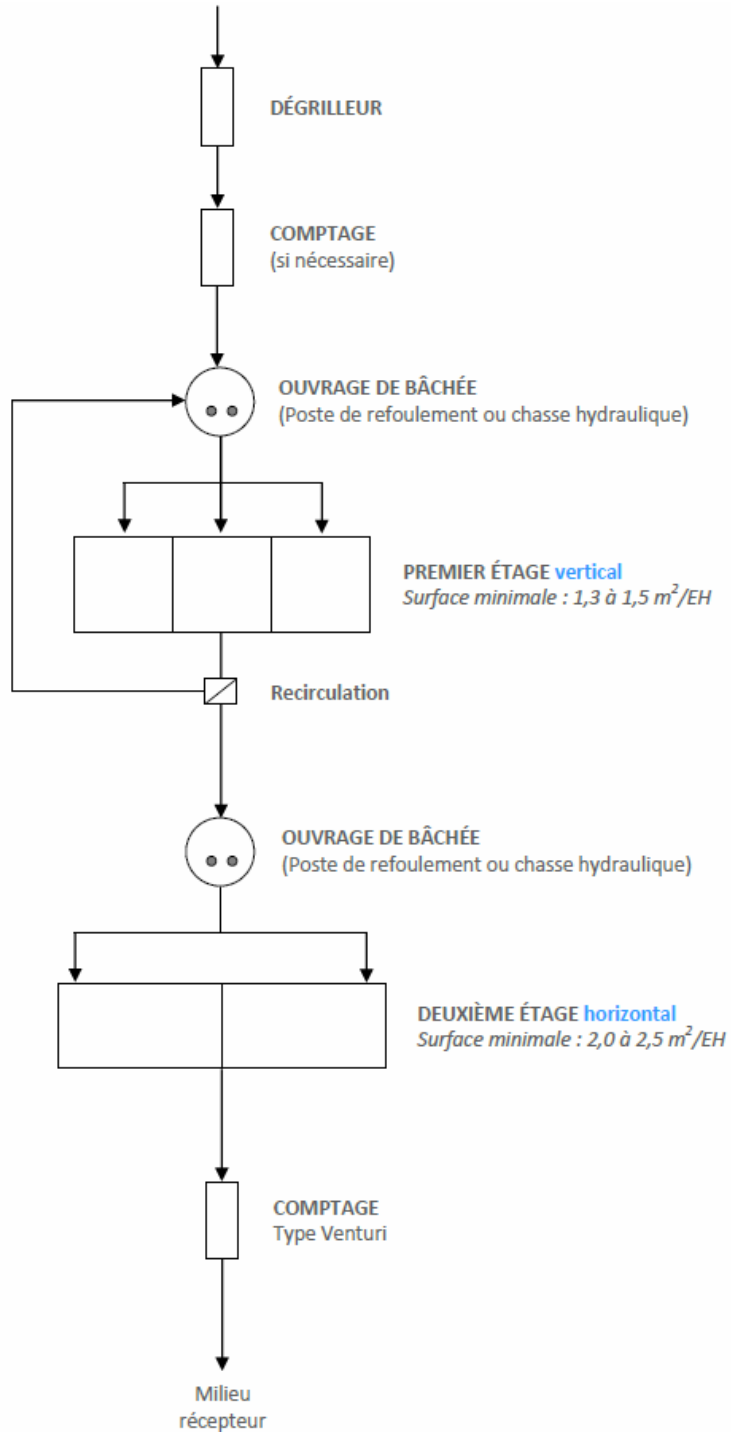 DÉGRILLEUR
COMPTAGE
(si nécessaire)
OUVRAGE DE BÂCHÉE
(Poste de refoulement ou chasse hydraulique)
PREMIER ÉTAGE vertical
Surface minimale : 1,3 à 1,5 m²/EH
Recirculation
OUVRAGE DE BÂCHÉE
(Poste de refoulement ou chasse hydraulique)
DEUXIÈME ÉTAGE horizontal
Surface minimale : 2,0 à 2,5 m²/EH
COMPTAGE
Type Venturi
Milieu
récepteur